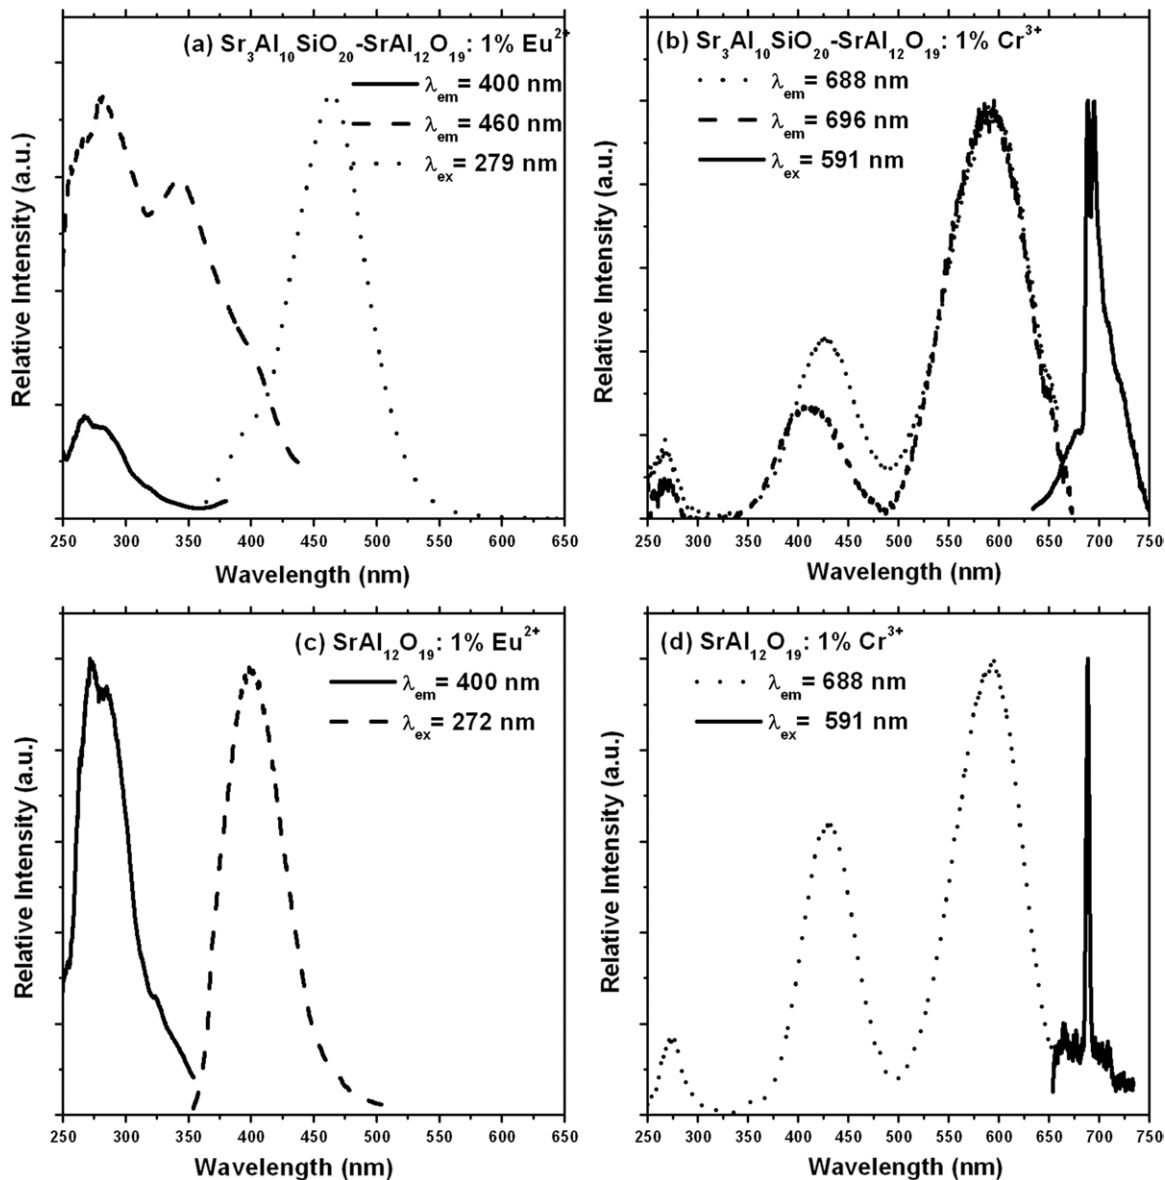 (a) Sr₃Al₁₀SiO₂₀-SrAl₁₂O₁₉: 1% Eu²⁺
λem= 400 nm
λem= 460 nm
λex= 279 nm
Relative Intensity (a.u.)
250 300 350 400 450 500 550 600 650
Wavelength (nm)
(b) Sr₃Al₁₀SiO₂₀-SrAl₁₂O₁₉: 1% Cr³⁺
λem= 688 nm
λem= 696 nm
λex= 591 nm
Relative Intensity (a.u.)
250 300 350 400 450 500 550 600 650 700 750
Wavelength (nm)
(c) SrAl₁₂O₁₉: 1% Eu²⁺
λem= 400 nm
λex= 272 nm
Relative Intensity (a.u.)
250 300 350 400 450 500 550 600 650
Wavelength (nm)
(d) SrAl₁₂O₁₉: 1% Cr³⁺
λem= 688 nm
λex= 591 nm
Relative Intensity (a.u.)
250 300 350 400 450 500 550 600 650 700 750
Wavelength (nm)